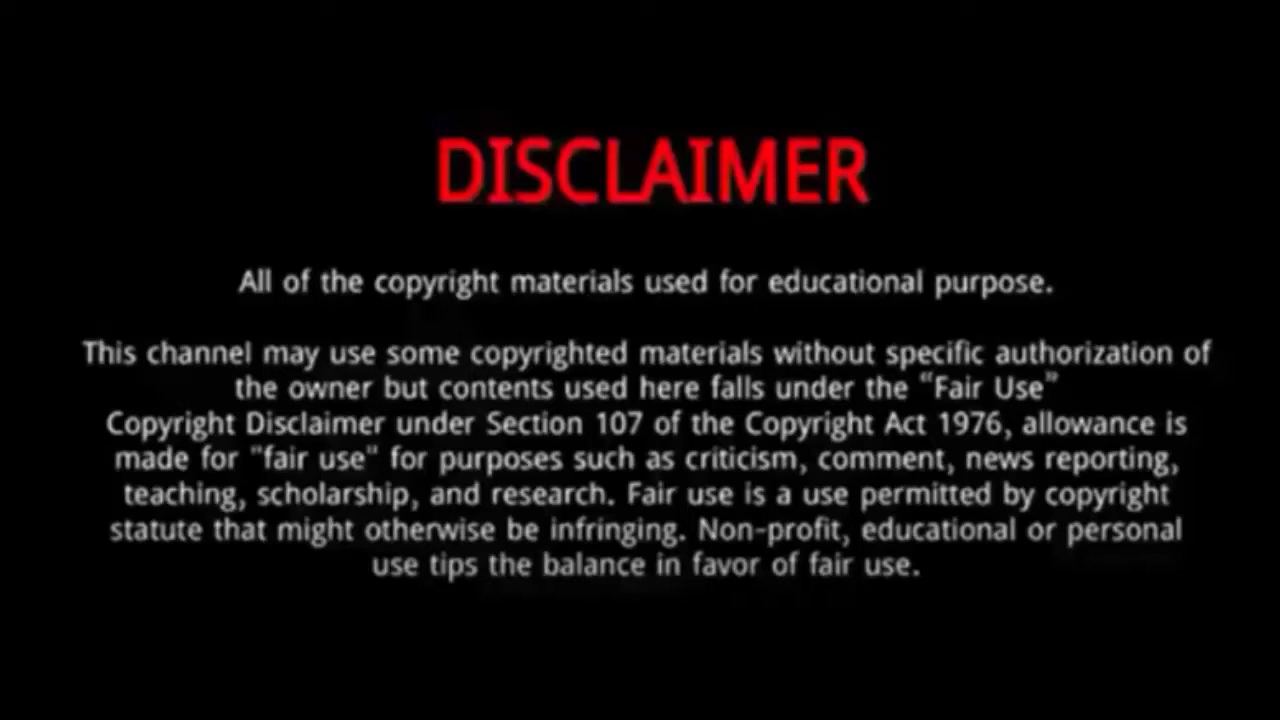 DISCLAIMER
All of the copyright materials used for educational purpose.
This channel may use some copyrighted materials without specific authorization of
the owner but contents used here falls under the “Fair Use”
Copyright Disclaimer under Section 107 of the Copyright Act 1976, allowance is
made for "fair use" for purposes such as criticism, comment, news reporting,
teaching, scholarship, and research. Fair use is a use permitted by copyright
statute that might otherwise be infringing. Non-profit, educational or personal
use tips the balance in favor of fair use.